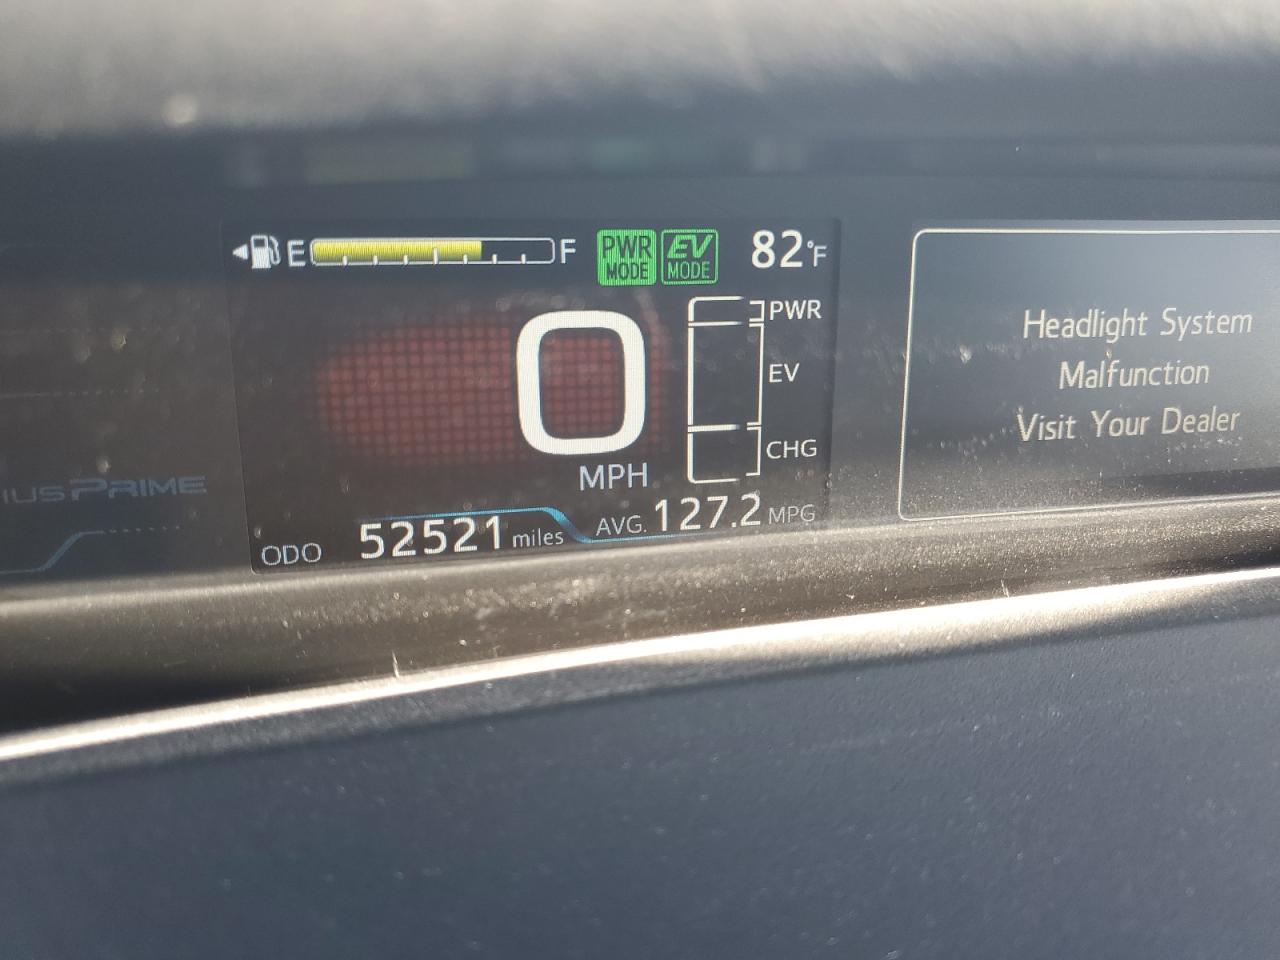 E F PWR MODE EV MODE 82°F
0 MPH
PWR
EV
CHG
ODO 52521 miles AVG. 127.2 MPG
Headlight System
Malfunction
Visit Your Dealer
IUS PRIME